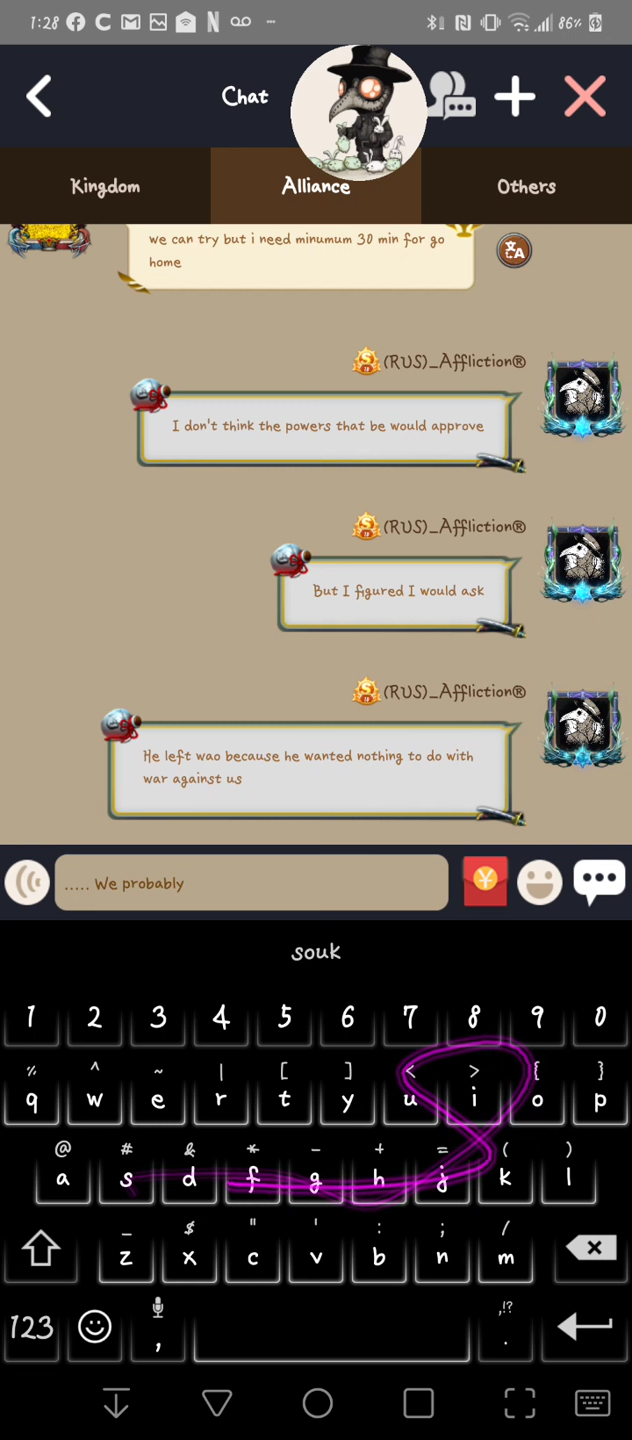 1:28
86%
Chat
Kingdom
Alliance
Others
we can try but i need minumum 30 min for go
home
(RUS)_Affliction®
I don't think the powers that be would approve
(RUS)_Affliction®
But I figured I would ask
(RUS)_Affliction®
He left wao because he wanted nothing to do with
war against us
..... We probably
souk
1 2 3 4 5 6 7 8 9 0
% ^ ~ | [ ] < > { }
q w e r t y u i o p
@ # & * - + = ( )
a s d f g h j k l
_ $ " ' : ; /
z x c v b n m
,!?
123 , .